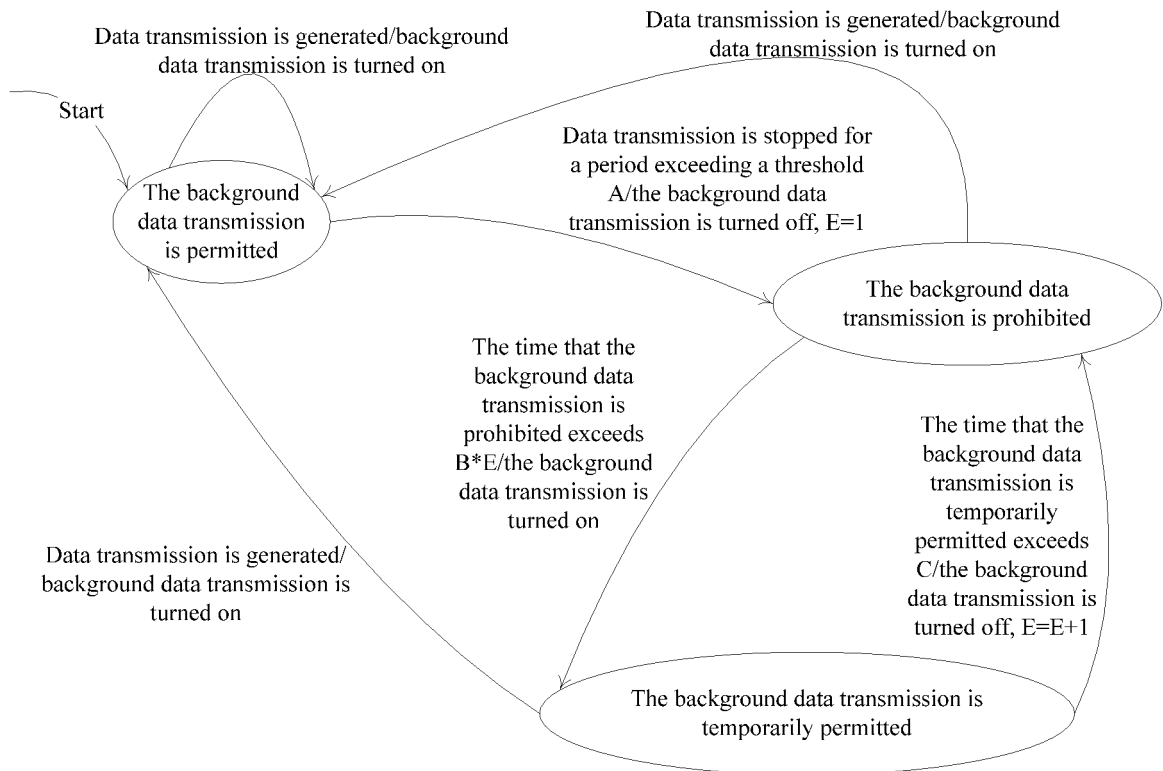 Data transmission is generated/background
data transmission is turned on
Data transmission is generated/background
data transmission is turned on
Start
Data transmission is stopped for
a period exceeding a threshold
A/the background data
transmission is turned off, E=1
The background
data transmission
is permitted
The background data
transmission is prohibited
The time that the
background data
transmission is
prohibited exceeds
B*E/the background
data transmission is
turned on
The time that the
background data
transmission is
temporarily
permitted exceeds
C/the background
data transmission is
turned off, E=E+1
Data transmission is generated/
background data transmission is
turned on
The background data transmission is
temporarily permitted